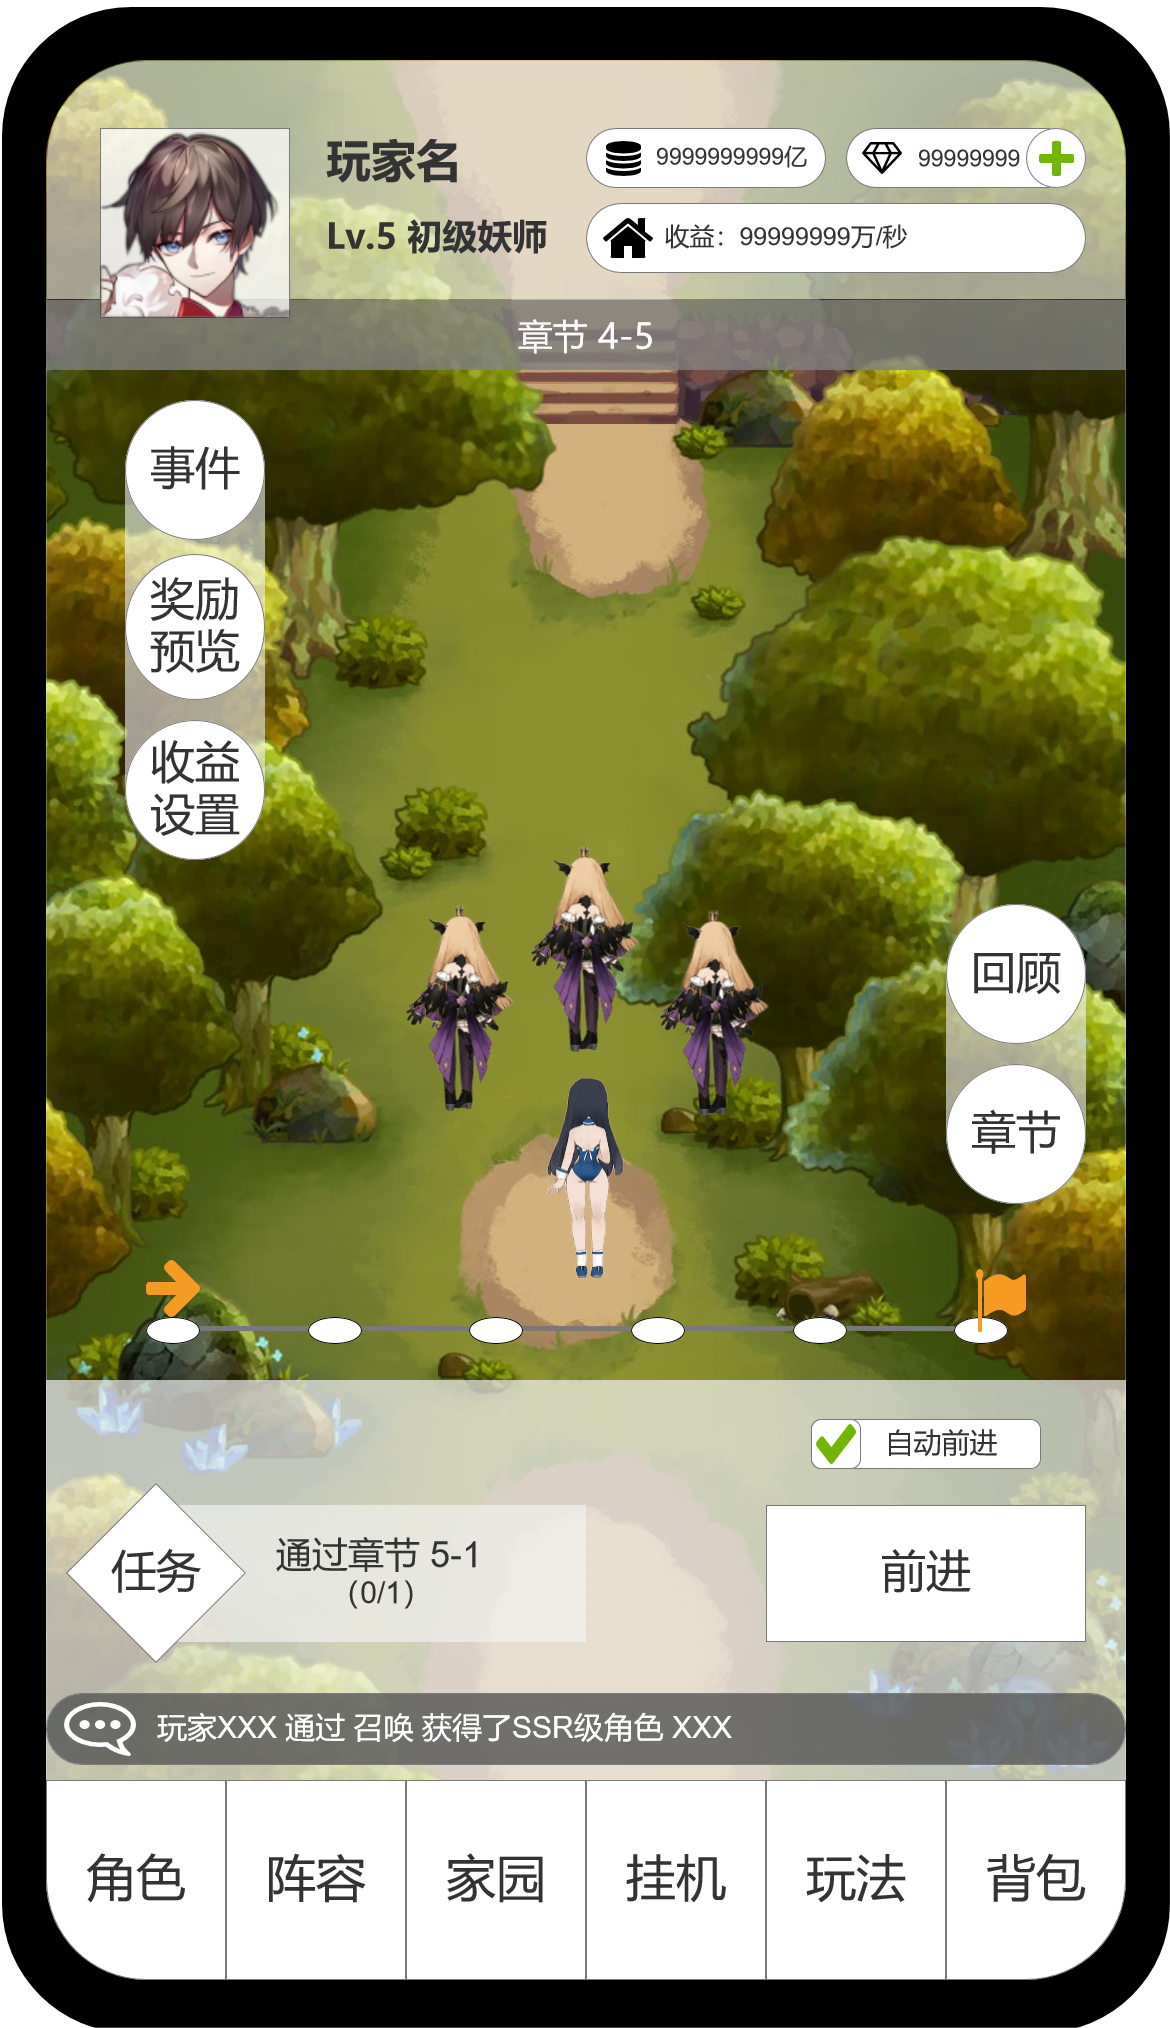 玩家名
9999999999亿
99999999
Lv.5 初级妖师
收益：99999999万/秒
章节 4-5
事件
奖励
预览
收益
设置
回顾
章节
自动前进
任务
通过章节 5-1
(0/1)
前进
玩家XXX 通过 召唤 获得了SSR级角色 XXX
角色
阵容
家园
挂机
玩法
背包